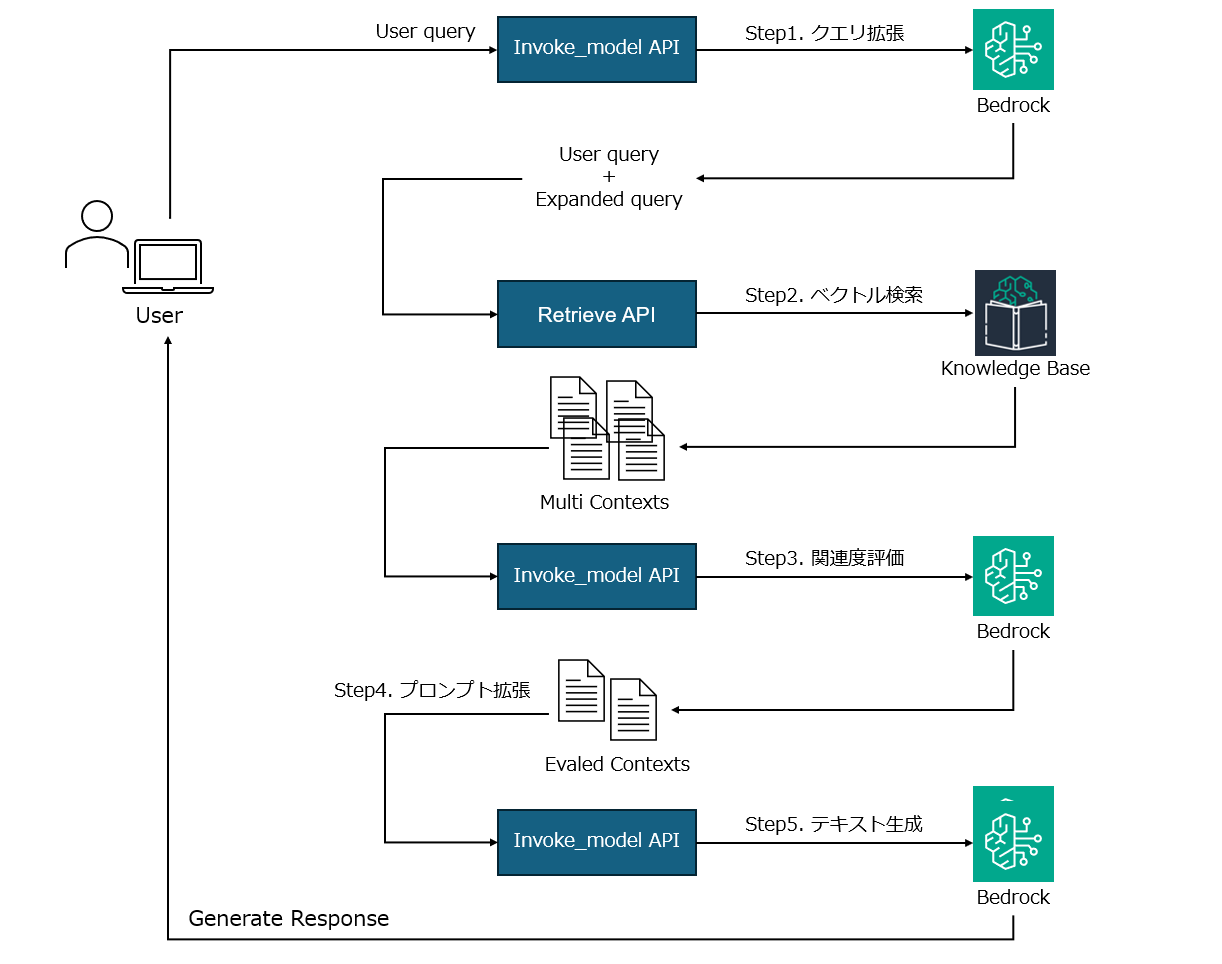 User query
Invoke_model API
Step1. クエリ拡張
Bedrock
User query
+
Expanded query
User
Retrieve API
Step2. ベクトル検索
Knowledge Base
Multi Contexts
Invoke_model API
Step3. 関連度評価
Bedrock
Step4. プロンプト拡張
Evaled Contexts
Invoke_model API
Step5. テキスト生成
Bedrock
Generate Response